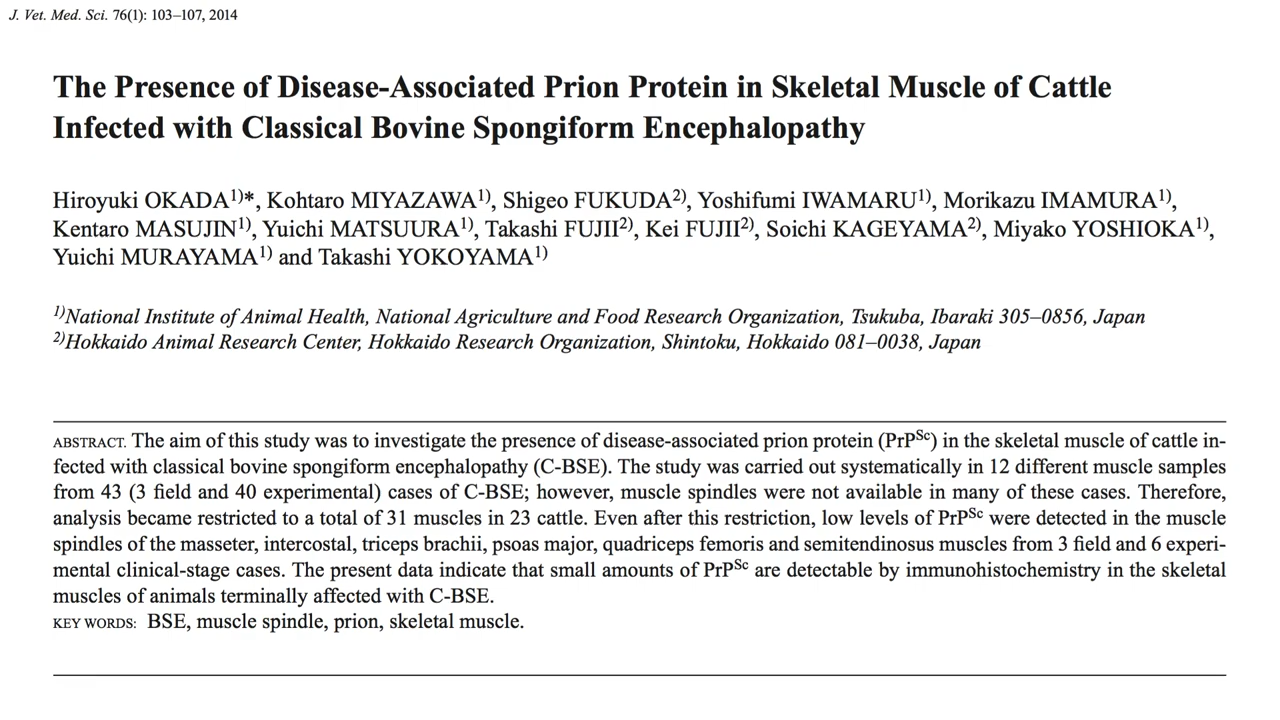 J. Vet. Med. Sci. 76(1): 103–107, 2014
The Presence of Disease-Associated Prion Protein in Skeletal Muscle of Cattle
Infected with Classical Bovine Spongiform Encephalopathy
Hiroyuki OKADA1)*, Kohtaro MIYAZAWA1), Shigeo FUKUDA2), Yoshifumi IWAMARU1), Morikazu IMAMURA1),
Kentaro MASUJIN1), Yuichi MATSUURA1), Takashi FUJII2), Kei FUJII2), Soichi KAGEYAMA2), Miyako YOSHIOKA1),
Yuichi MURAYAMA1) and Takashi YOKOYAMA1)
1)National Institute of Animal Health, National Agriculture and Food Research Organization, Tsukuba, Ibaraki 305–0856, Japan
2)Hokkaido Animal Research Center, Hokkaido Research Organization, Shintoku, Hokkaido 081–0038, Japan
ABSTRACT. The aim of this study was to investigate the presence of disease-associated prion protein (PrPSc) in the skeletal muscle of cattle in-
fected with classical bovine spongiform encephalopathy (C-BSE). The study was carried out systematically in 12 different muscle samples
from 43 (3 field and 40 experimental) cases of C-BSE; however, muscle spindles were not available in many of these cases. Therefore,
analysis became restricted to a total of 31 muscles in 23 cattle. Even after this restriction, low levels of PrPSc were detected in the muscle
spindles of the masseter, intercostal, triceps brachii, psoas major, quadriceps femoris and semitendinosus muscles from 3 field and 6 experi-
mental clinical-stage cases. The present data indicate that small amounts of PrPSc are detectable by immunohistochemistry in the skeletal
muscles of animals terminally affected with C-BSE.
KEY WORDS: BSE, muscle spindle, prion, skeletal muscle.